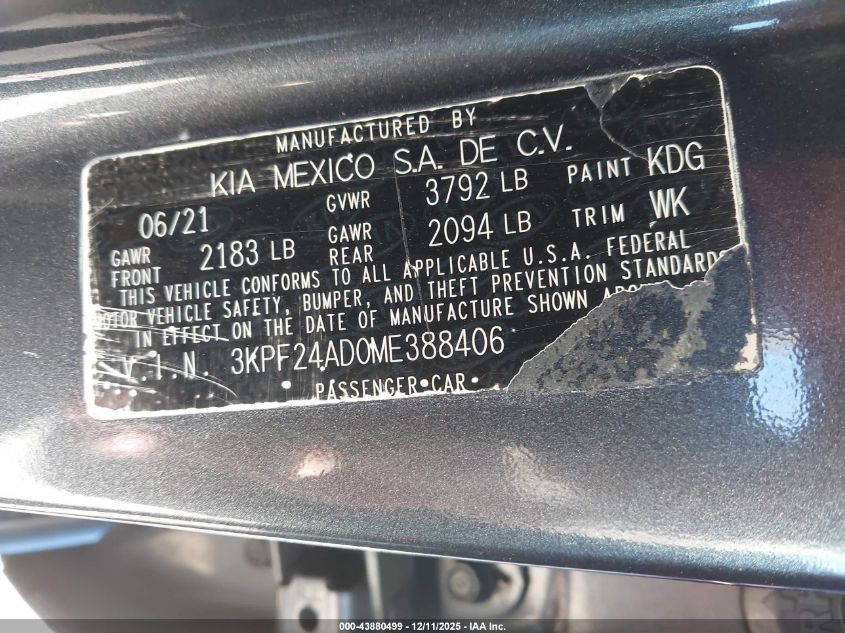 MANUFACTURED BY
KIA MEXICO S.A. DE C.V.
06/21 GVWR 3792 LB PAINT KDG
GAWR FRONT 2183 LB GAWR REAR 2094 LB TRIM WK
THIS VEHICLE CONFORMS TO ALL APPLICABLE U.S.A. FEDERAL
MOTOR VEHICLE SAFETY, BUMPER, AND THEFT PREVENTION STANDARDS
IN EFFECT ON THE DATE OF MANUFACTURE SHOWN
V.I.N. 3KPF24AD0ME388406
PASSENGER•CAR•
000-43880499 - 12/11/2025 - IAA Inc.